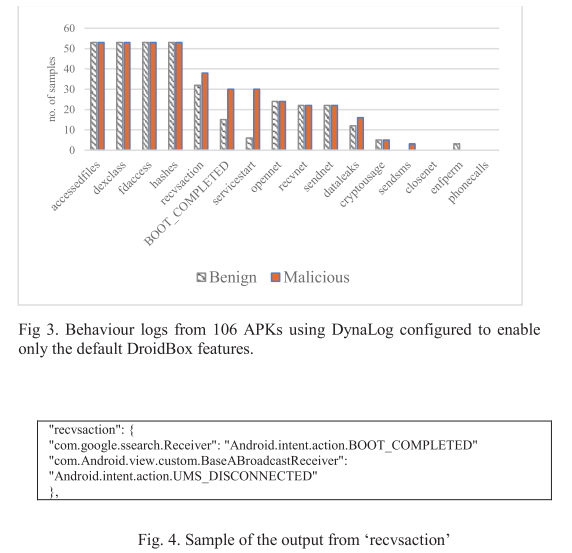 60
50
40
30
20
10
0
no. of samples
accessedfiles
dexclass
fdaccess
hashes
recvsaction
BOOT_COMPLETED
servicestart
opennet
recvnet
sendnet
dataleaks
cryptousage
sendsms
closenet
enfperm
phonecalls
Benign Malicious
Fig 3. Behaviour logs from 106 APKs using DynaLog configured to enable
only the default DroidBox features.
"recvsaction": {
"com.google.ssearch.Receiver": "Android.intent.action.BOOT_COMPLETED"
"com.Android.view.custom.BaseABroadcastReceiver":
"Android.intent.action.UMS_DISCONNECTED"
},
Fig. 4. Sample of the output from ‘recvsaction’